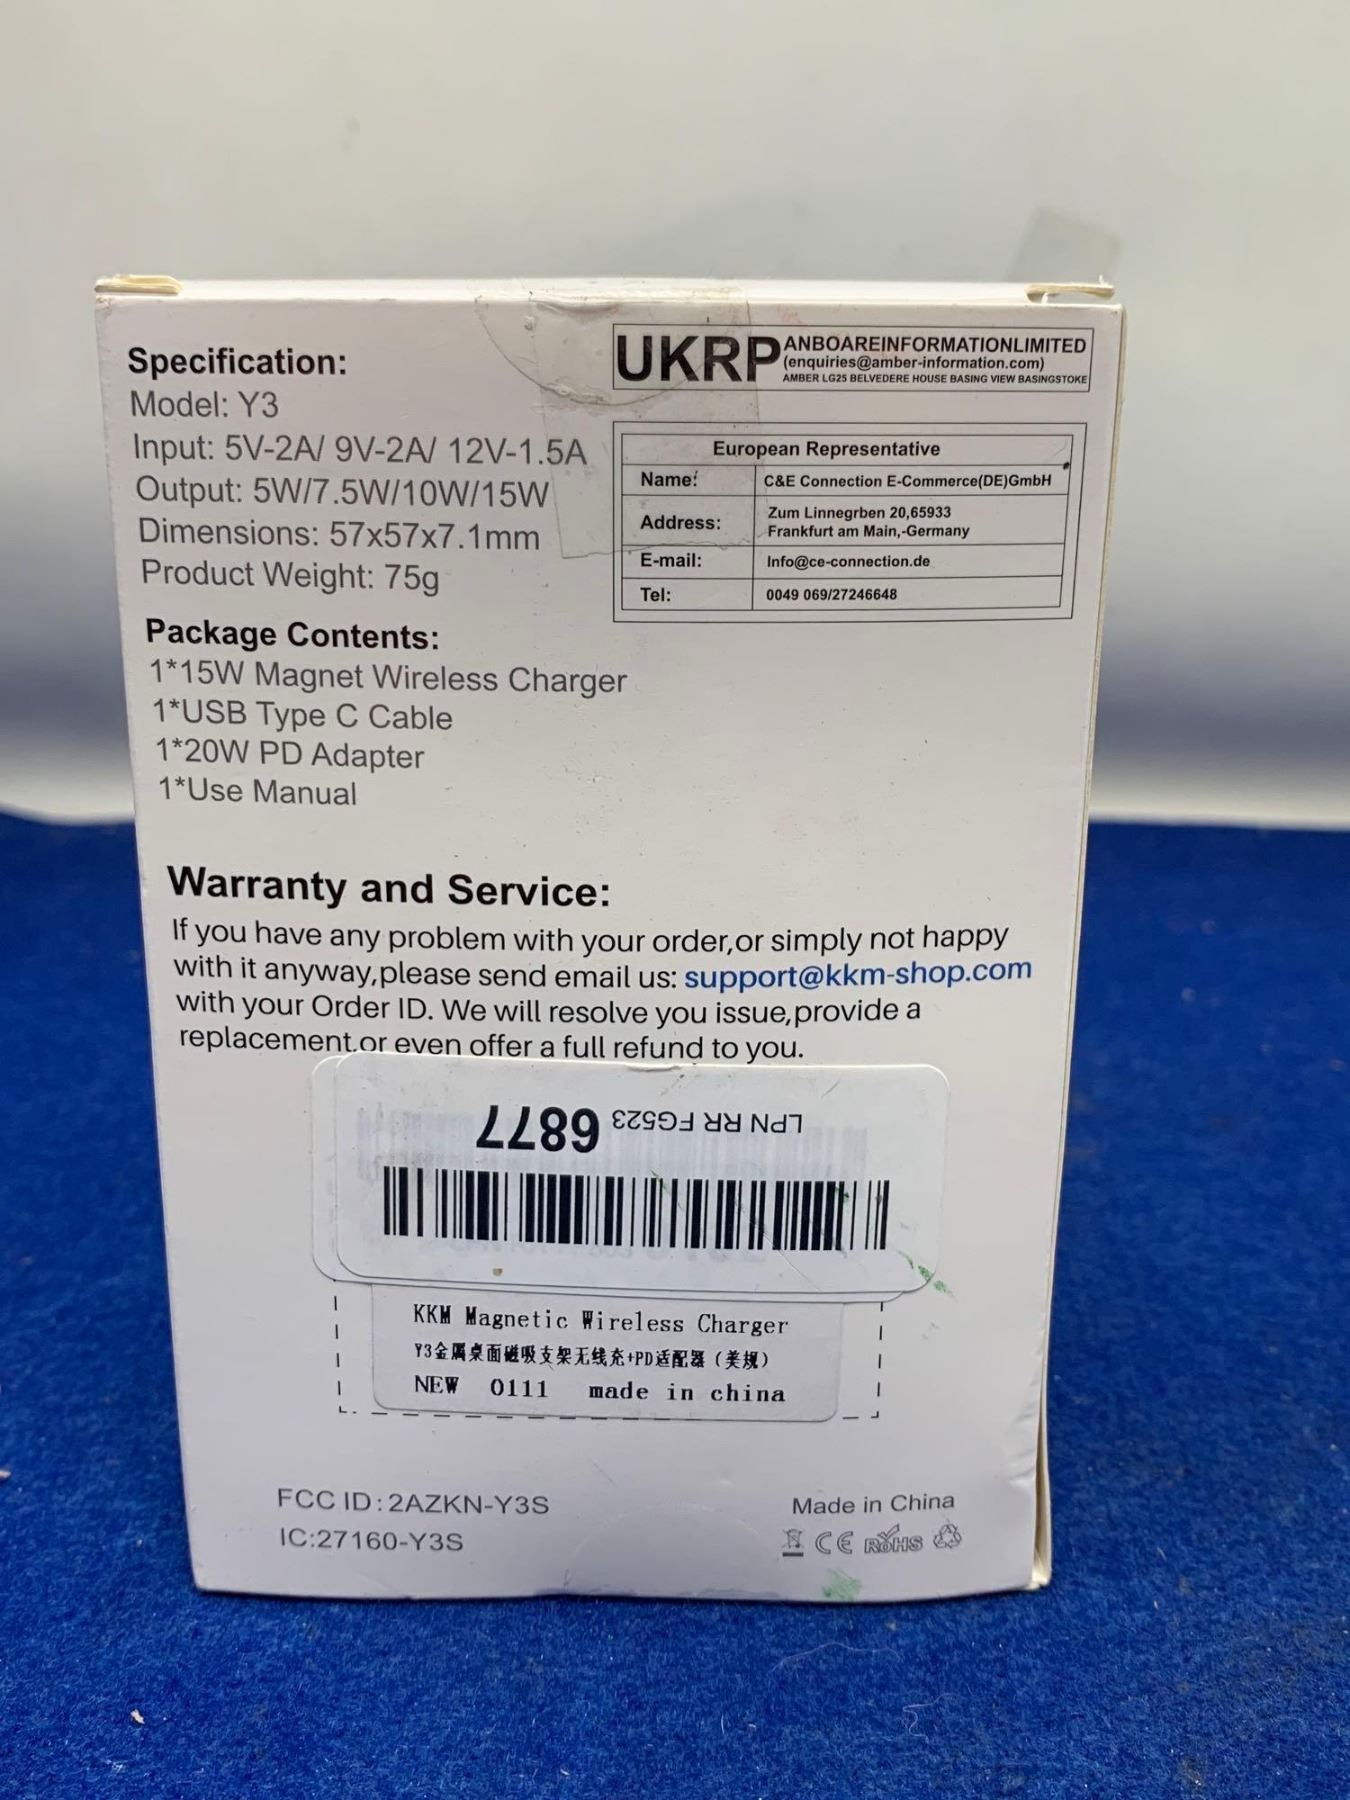 Specification:
Model: Y3
Input: 5V-2A/ 9V-2A/ 12V-1.5A
Output: 5W/7.5W/10W/15W
Dimensions: 57x57x7.1mm
Product Weight: 75g
UKRP
ANBOAREINFORMATIONLIMITED
(enquiries@amber-information.com)
AMBER LG25 BELVEDERE HOUSE BASING VIEW BASINGSTOKE
European Representative
Name: C&E Connection E-Commerce(DE)GmbH
Address: Zum Linnegrben 20,65933
Frankfurt am Main,-Germany
E-mail: Info@ce-connection.de
Tel: 0049 069/27246648
Package Contents:
1*15W Magnet Wireless Charger
1*USB Type C Cable
1*20W PD Adapter
1*Use Manual
Warranty and Service:
If you have any problem with your order,or simply not happy
with it anyway,please send email us: support@kkm-shop.com
with your Order ID. We will resolve you issue,provide a
replacement,or even offer a full refund to you.
LPN RR FG523 6877
KKM Magnetic Wireless Charger
Y3金属桌面磁吸支架无线充+PD适配器（美规）
NEW 0111 made in china
FCC ID:2AZKN-Y3S
IC:27160-Y3S
Made in China
CE RoHS